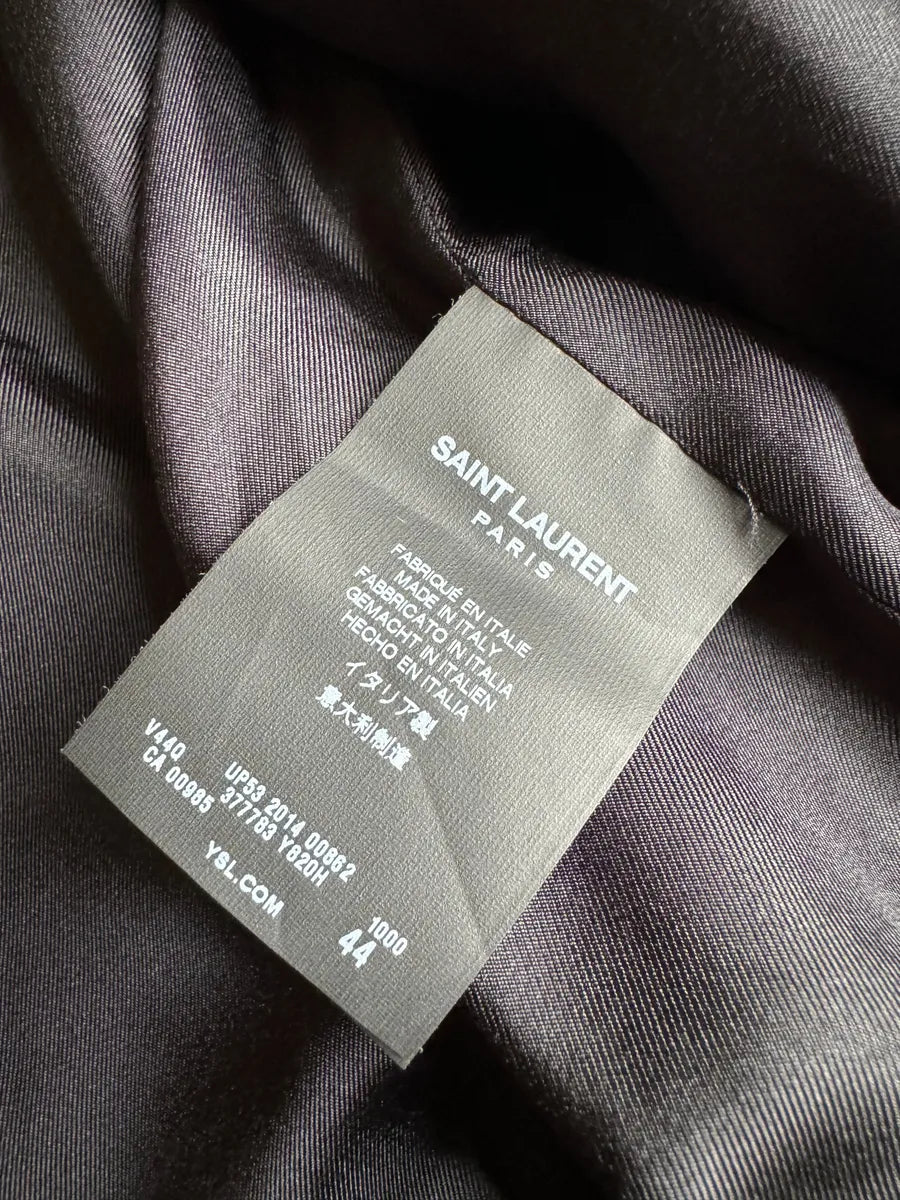 SAINT LAURENT
PARIS
FABRIQUÉ EN ITALIE
MADE IN ITALY
FABBRICATO IN ITALIA
GEMACHT IN ITALIEN
HECHO EN ITALIA
イタリア製
意大利制造
V44Q UP53 2014 00862
CA 00985 377783 Y820H
YSL.COM
1000
44